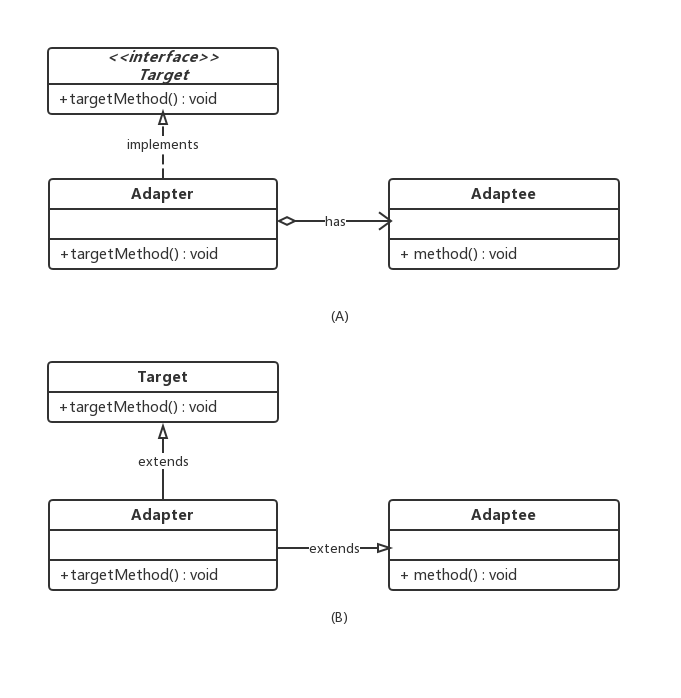 <<interface>>
Target
+targetMethod() : void
implements
Adapter
Adaptee
has
+targetMethod() : void
+ method() : void
(A)
Target
+targetMethod() : void
extends
Adapter
Adaptee
extends
+targetMethod() : void
+ method() : void
(B)